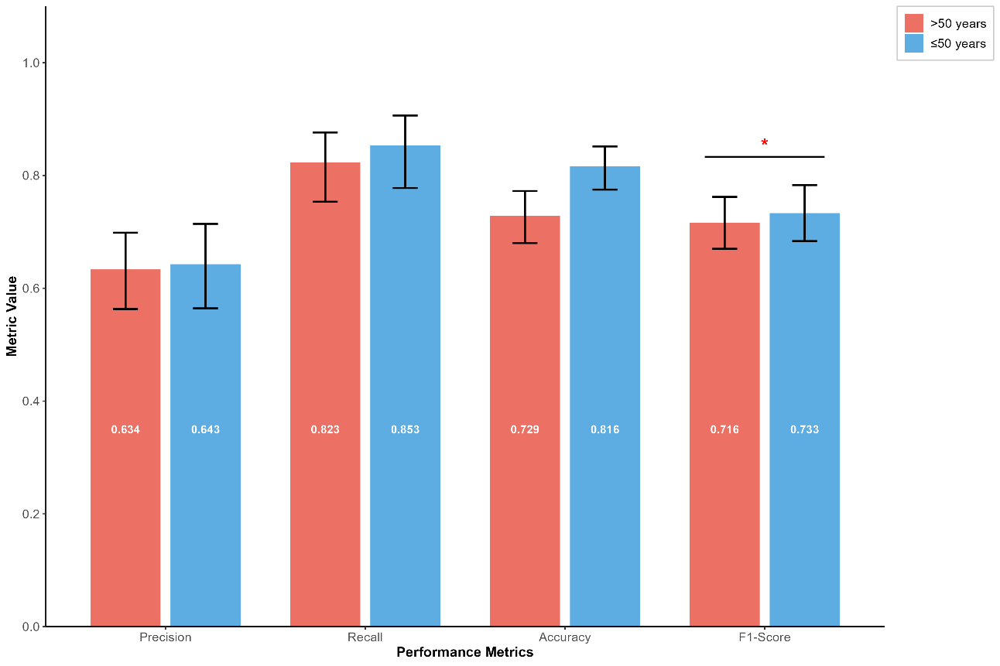 >50 years
≤50 years
*
1.0
0.8
0.6
0.4
0.2
0.0
Metric Value
0.634
0.643
0.823
0.853
0.729
0.816
0.716
0.733
Precision
Recall
Accuracy
F1-Score
Performance Metrics